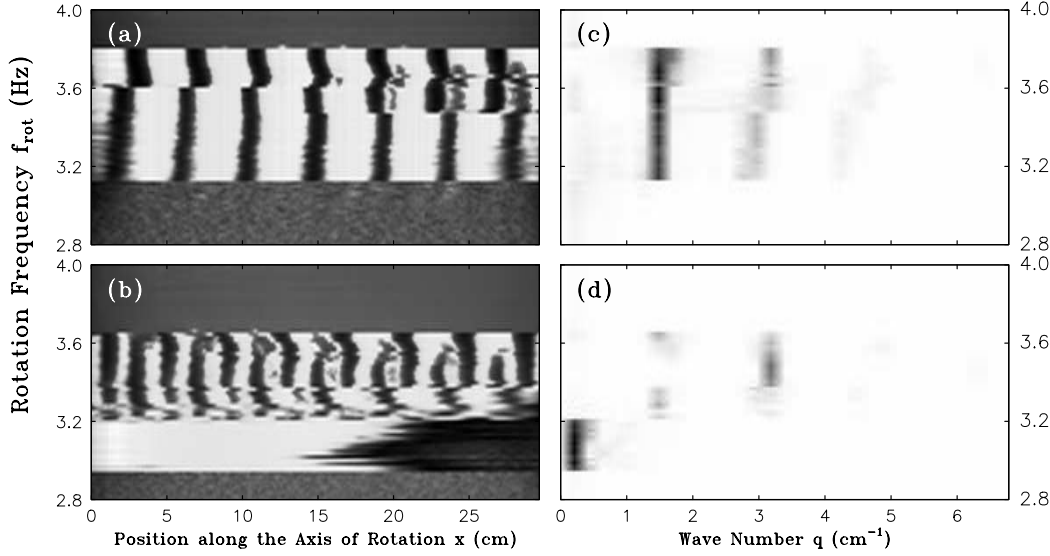 Rotation Frequency f_rot (Hz)
4.0
3.6
3.2
2.8
(a)
(c)
4.0
3.6
3.2
2.8
4.0
3.6
3.2
2.8
(b)
(d)
4.0
3.6
3.2
2.8
0 5 10 15 20 25
0 1 2 3 4 5 6
Position along the Axis of Rotation x (cm)
Wave Number q (cm⁻¹)